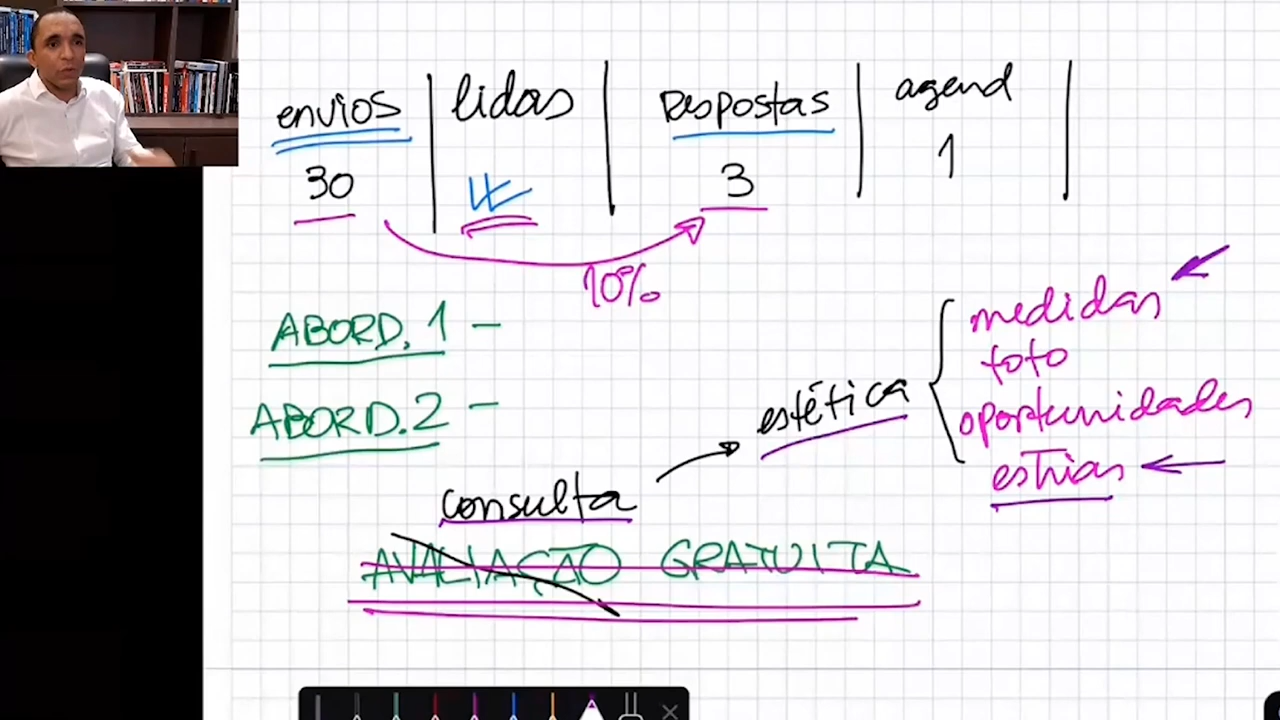 envios lidas Respostas agend
30 3 1
10%
ABORD. 1 -
ABORD. 2 -
consulta
AVALIAÇÃO GRATUITA
estética
medidas
toto
oportunidades
estrias